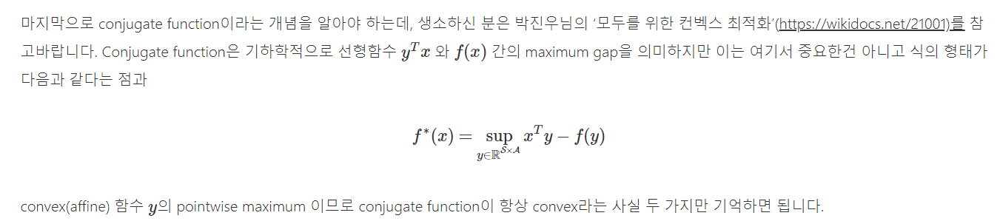 마지막으로 conjugate function이라는 개념을 알아야 하는데, 생소하신 분은 박진우님의 ‘모두를 위한 컨벡스 최적화’(https://wikidocs.net/21001)를 참
고바랍니다. Conjugate function은 기하학적으로 선형함수 y^T x 와 f(x) 간의 maximum gap을 의미하지만 이는 여기서 중요한건 아니고 식의 형태가
다음과 같다는 점과
f*(x) = sup_{y∈ℝ^{S×A}} x^T y − f(y)
convex(affine) 함수 y의 pointwise maximum 이므로 conjugate function이 항상 convex라는 사실 두 가지만 기억하면 됩니다.